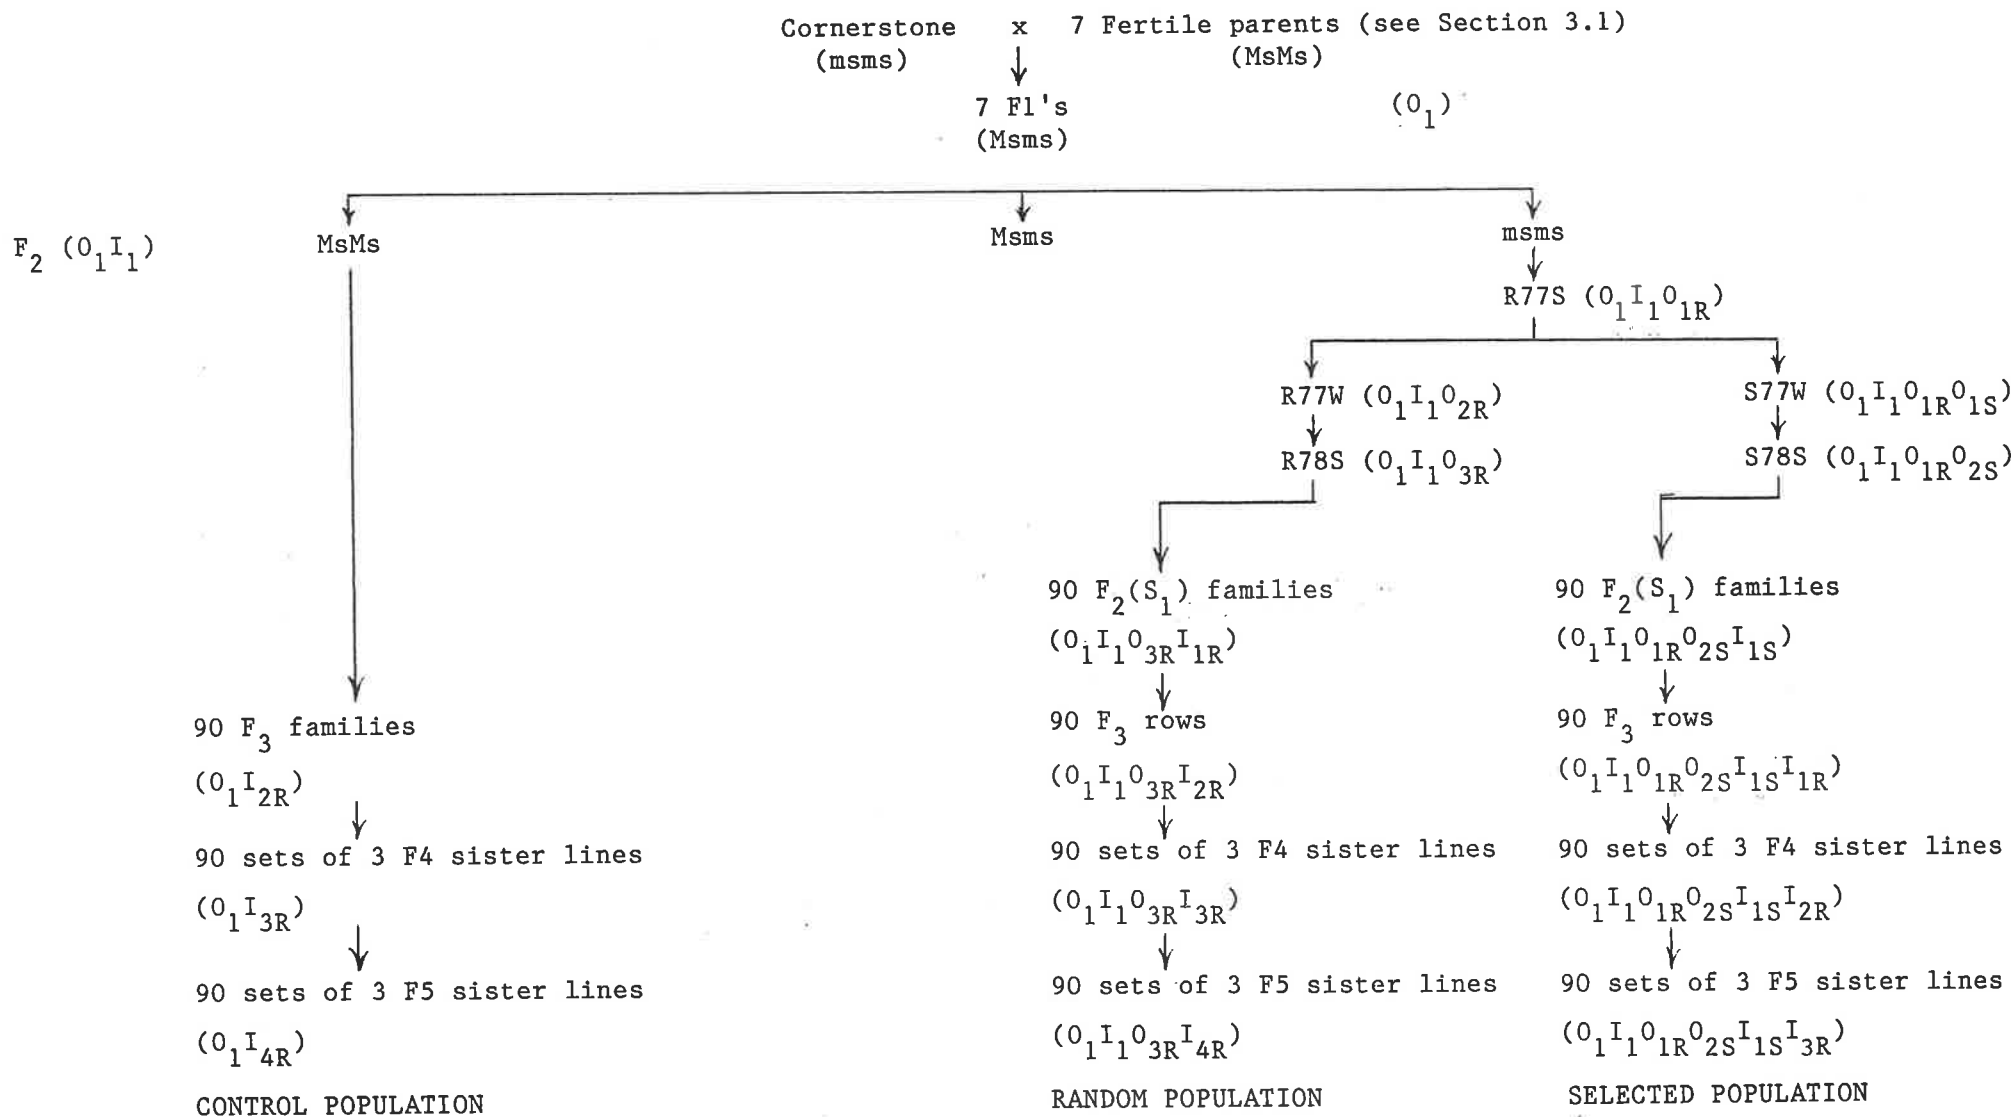 Cornerstone x 7 Fertile parents (see Section 3.1)
(msms) (MsMs)
7 F1's (O1)
(Msms)
F2 (O1I1) MsMs Msms msms
R77S (O1I1O1R)
R77W (O1I1O2R) S77W (O1I1O1RO1S)
R78S (O1I1O3R) S78S (O1I1O1RO2S)
90 F2(S1) families 90 F2(S1) families
(O1I1O3RI1R) (O1I1O1RO2SI1S)
90 F3 families 90 F3 rows 90 F3 rows
(O1I2R) (O1I1O3RI2R) (O1I1O1RO2SI1SI1R)
90 sets of 3 F4 sister lines 90 sets of 3 F4 sister lines 90 sets of 3 F4 sister lines
(O1I3R) (O1I1O3RI3R) (O1I1O1RO2SI1SI2R)
90 sets of 3 F5 sister lines 90 sets of 3 F5 sister lines 90 sets of 3 F5 sister lines
(O1I4R) (O1I1O3RI4R) (O1I1O1RO2SI1SI3R)
CONTROL POPULATION RANDOM POPULATION SELECTED POPULATION